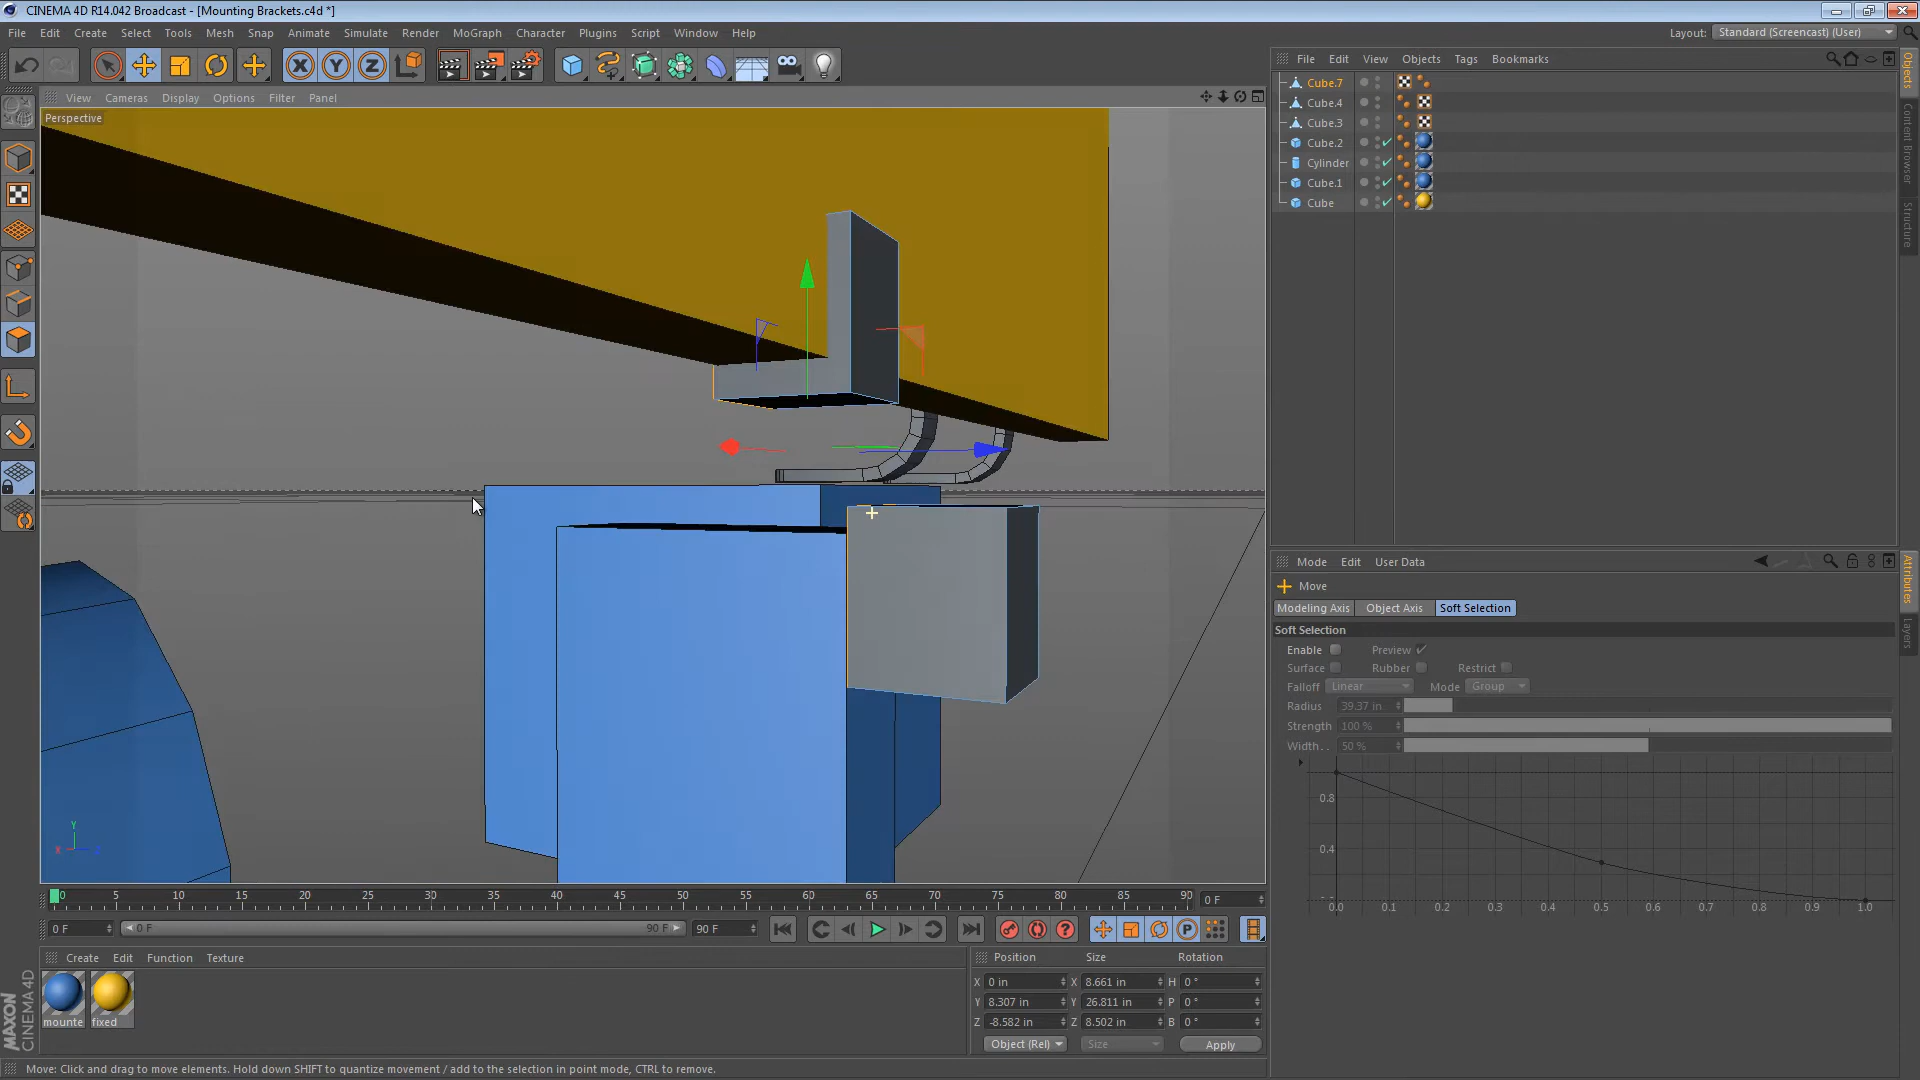 CINEMA 4D R14.042 Broadcast - [Mounting Brackets.c4d *]
File Edit Create Select Tools Mesh Snap Animate Simulate Render MoGraph Character Plugins Script Window Help
Layout: Standard (Screencast) (User)
View Cameras Display Options Filter Panel
Perspective
File Edit View Objects Tags Bookmarks
Cube.7
Cube.4
Cube.3
Cube.2
Cylinder
Cube.1
Cube
Objects
Content Browser
Structure
Mode Edit User Data
Move
Modeling Axis Object Axis Soft Selection
Soft Selection
Enable Preview
Surface Rubber Restrict
Falloff Linear Mode Group
Radius 39.37 in
Strength 100 %
Width.. 50 %
0.8
0.4
0.0 0.1 0.2 0.3 0.4 0.5 0.6 0.7 0.8 0.9 1.0
Attributes
Layers
Y
X
0 5 10 15 20 25 30 35 40 45 50 55 60 65 70 75 80 85 90 0 F
0 F 0 F 90 F 90 F
P
Create Edit Function Texture
mounte fixed
Position Size Rotation
X 0 in X 8.661 in H 0 °
Y 8.307 in Y 26.811 in P 0 °
Z -8.582 in Z 8.502 in B 0 °
Object (Rel) Size Apply
MAXON
CINEMA 4D
Move: Click and drag to move elements. Hold down SHIFT to quantize movement / add to the selection in point mode, CTRL to remove.